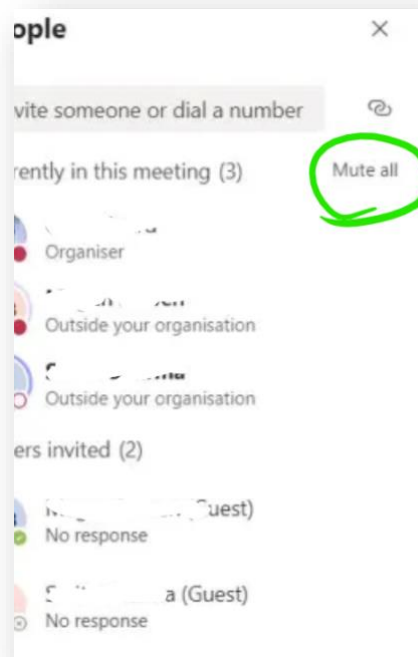 ople
vite someone or dial a number
rently in this meeting (3) Mute all
Organiser
Outside your organisation
Outside your organisation
ers invited (2)
uest)
No response
a (Guest)
No response